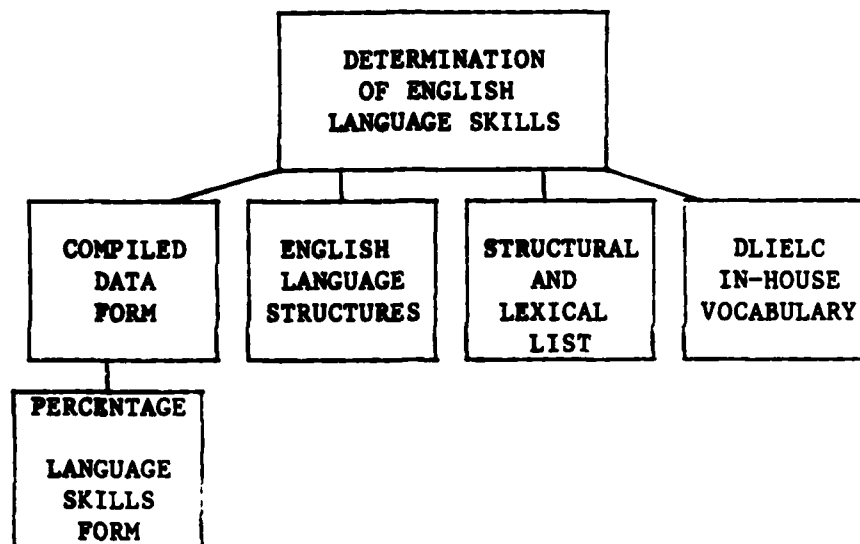 DETERMINATION
OF ENGLISH
LANGUAGE SKILLS
COMPILED
DATA
FORM
ENGLISH
LANGUAGE
STRUCTURES
STRUCTURAL
AND
LEXICAL
LIST
DLIELC
IN-HOUSE
VOCABULARY
PERCENTAGE
LANGUAGE
SKILLS
FORM